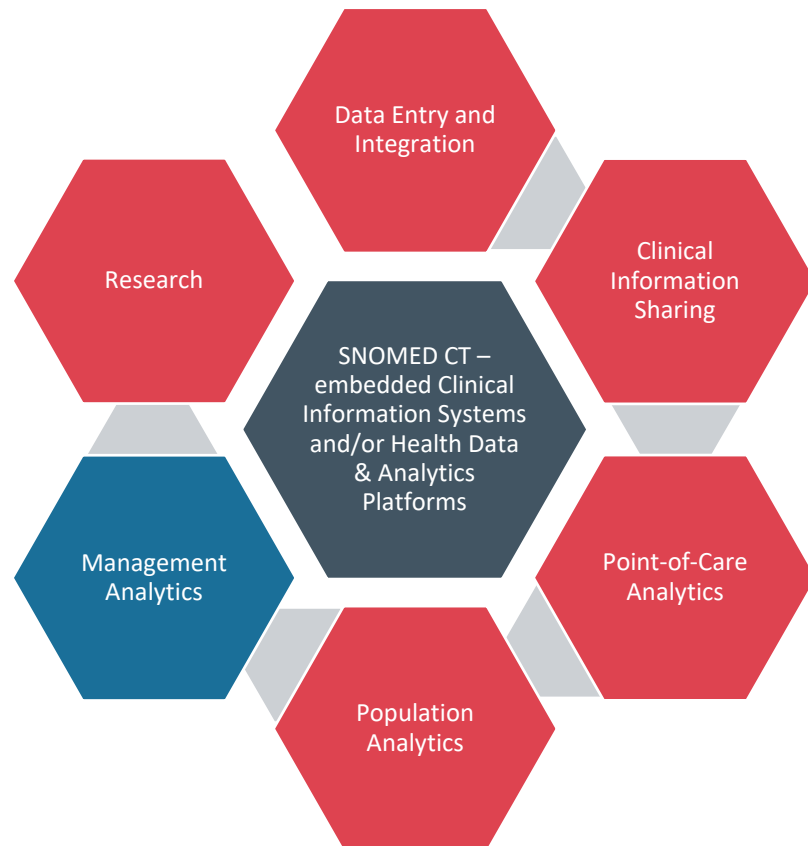 Data Entry and
Integration
Clinical
Information
Sharing
Point-of-Care
Analytics
Population
Analytics
Management
Analytics
Research
SNOMED CT –
embedded Clinical
Information Systems
and/or Health Data
& Analytics
Platforms